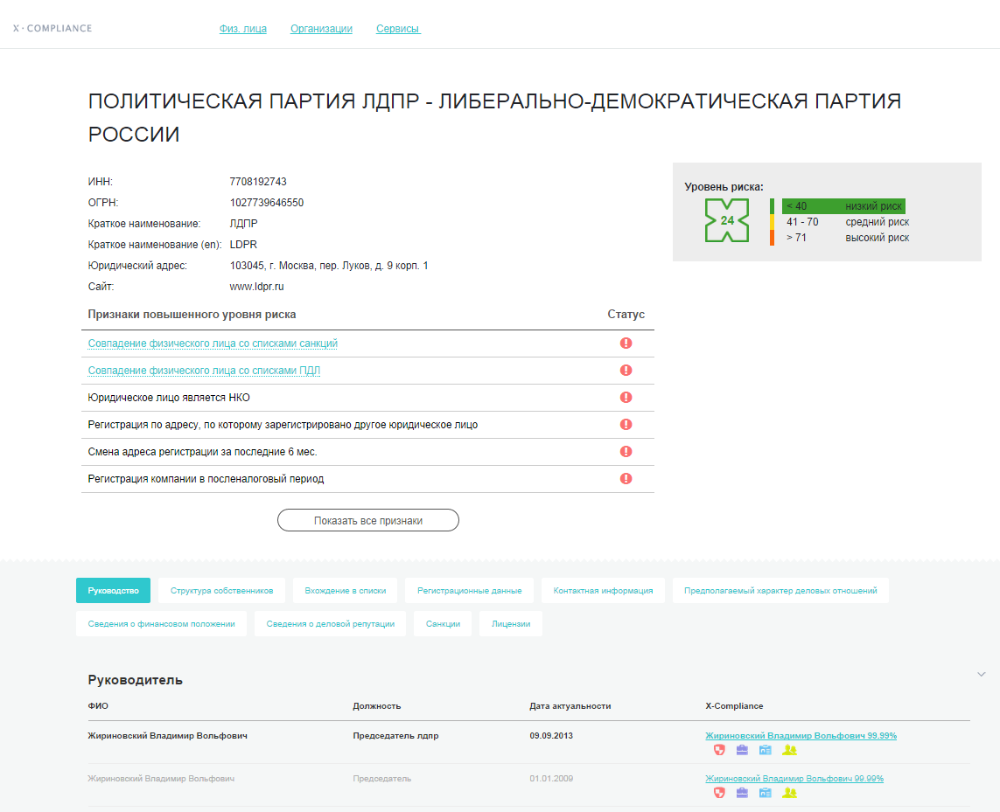 X · COMPLIANCE
Физ. лица Организации Сервисы
ПОЛИТИЧЕСКАЯ ПАРТИЯ ЛДПР - ЛИБЕРАЛЬНО-ДЕМОКРАТИЧЕСКАЯ ПАРТИЯ
РОССИИ
ИНН: 7708192743
ОГРН: 1027739646550
Краткое наименование: ЛДПР
Краткое наименование (en): LDPR
Юридический адрес: 103045, г. Москва, пер. Луков, д. 9 корп. 1
Сайт: www.ldpr.ru
Уровень риска:
24
< 40 низкий риск
41 - 70 средний риск
> 71 высокий риск
Признаки повышенного уровня риска Статус
Совпадение физического лица со списками санкций
Совпадение физического лица со списками ПДЛ
Юридическое лицо является НКО
Регистрация по адресу, по которому зарегистрировано другое юридическое лицо
Смена адреса регистрации за последние 6 мес.
Регистрация компании в посленалоговый период
Показать все признаки
Руководство Структура собственников Вхождение в списки Регистрационные данные Контактная информация Предполагаемый характер деловых отношений
Сведения о финансовом положении Сведения о деловой репутации Санкции Лицензии
Руководитель
ФИО Должность Дата актуальности X-Compliance
Жириновский Владимир Вольфович Председатель лдпр 09.09.2013 Жириновский Владимир Вольфович 99.99%
Жириновский Владимир Вольфович Председатель 01.01.2009 Жириновский Владимир Вольфович 99.99%